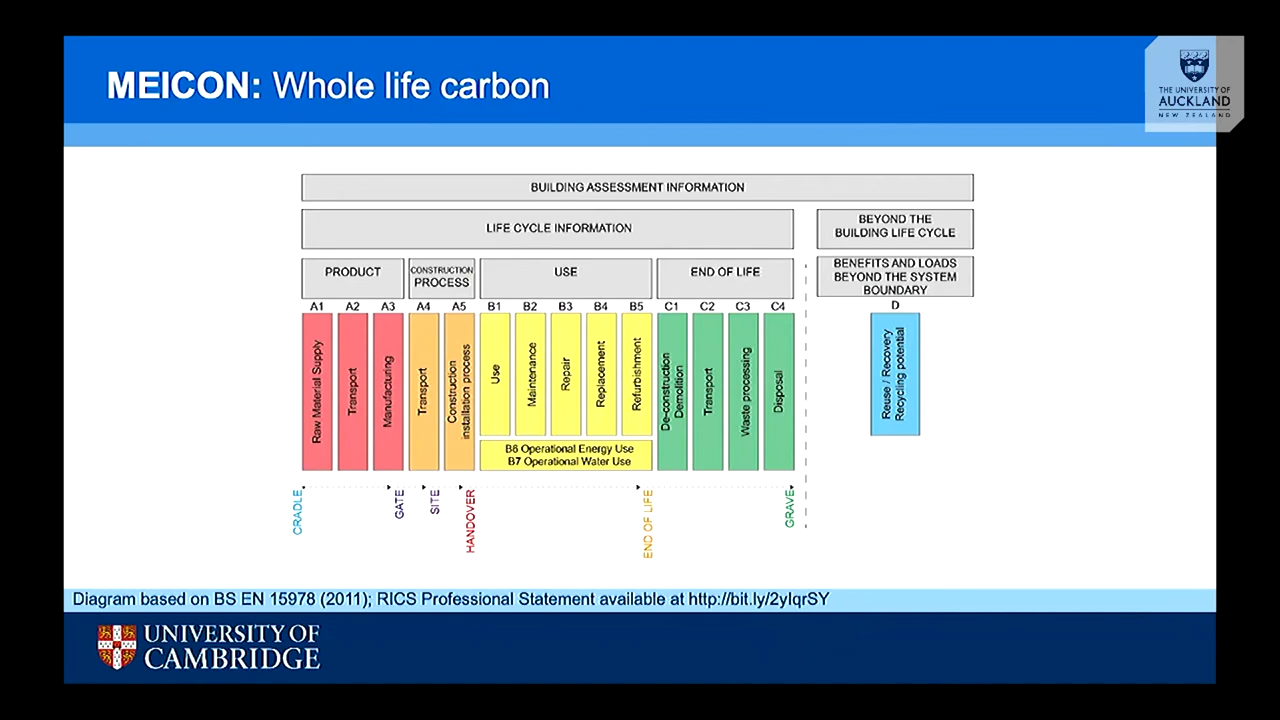 MEICON: Whole life carbon
THE UNIVERSITY OF
AUCKLAND
NEW ZEALAND
BUILDING ASSESSMENT INFORMATION
LIFE CYCLE INFORMATION
BEYOND THE
BUILDING LIFE CYCLE
PRODUCT
CONSTRUCTION
PROCESS
USE
END OF LIFE
BENEFITS AND LOADS
BEYOND THE SYSTEM
BOUNDARY
A1
A2
A3
A4
A5
B1
B2
B3
B4
B5
C1
C2
C3
C4
D
Raw Material Supply
Transport
Manufacturing
Transport
Construction
installation process
Use
Maintenance
Repair
Replacement
Refurbishment
De-construction
Demolition
Transport
Waste processing
Disposal
Reuse / Recovery
Recycling potential
B6 Operational Energy Use
B7 Operational Water Use
CRADLE
GATE
SITE
HANDOVER
END OF LIFE
GRAVE
Diagram based on BS EN 15978 (2011); RICS Professional Statement available at http://bit.ly/2yIqrSY
UNIVERSITY OF
CAMBRIDGE